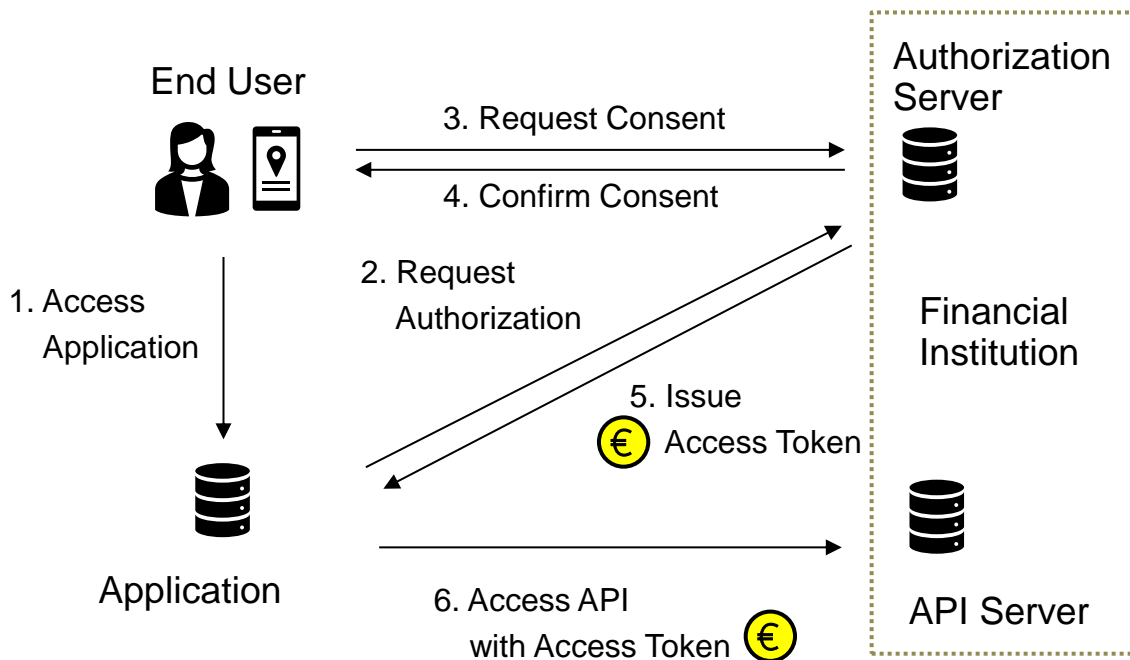 End User
Authorization
Server
3. Request Consent
4. Confirm Consent
2. Request
Authorization
1. Access
Application
Financial
Institution
5. Issue
€ Access Token
Application
6. Access API
with Access Token €
API Server